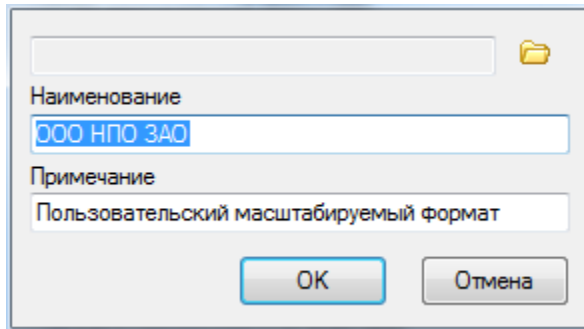 Наименование
ООО НПО ЗАО
Примечание
Пользовательский масштабируемый формат
OK
Отмена